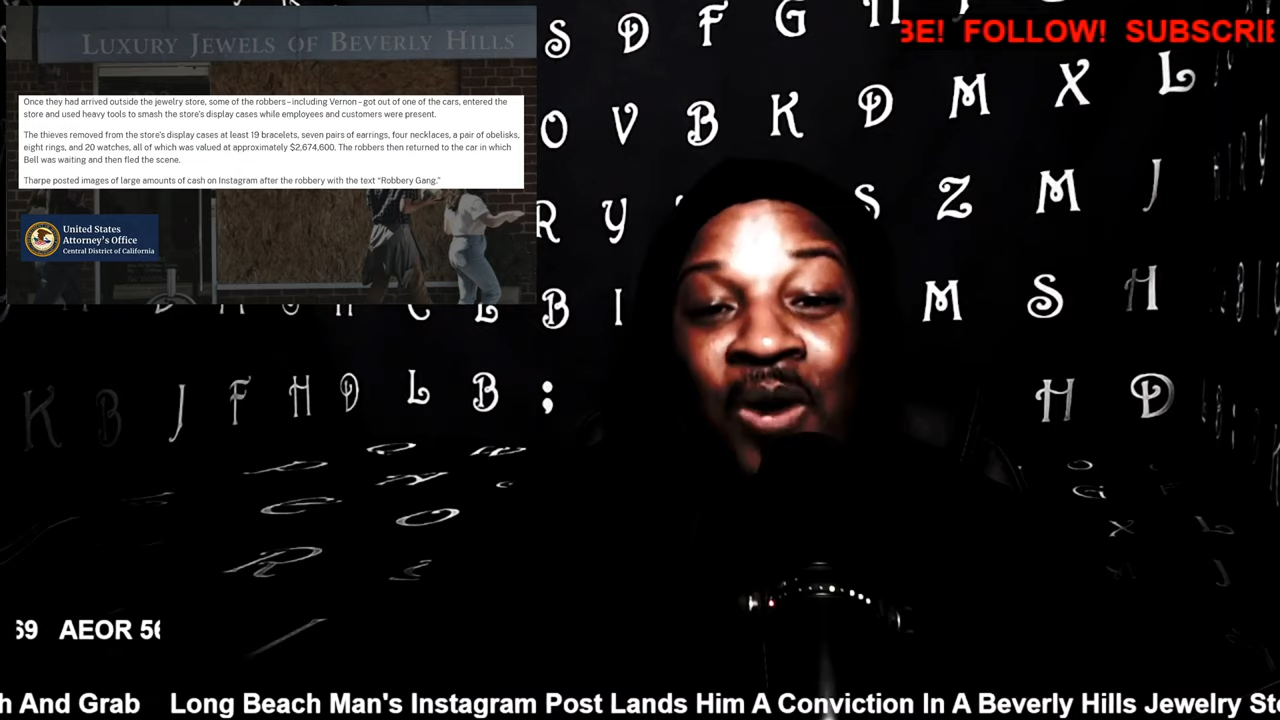 LUXURY JEWELS OF BEVERLY HILLS
Once they had arrived outside the jewelry store, some of the robbers – including Vernon – got out of one of the cars, entered the
store and used heavy tools to smash the store's display cases while employees and customers were present.
The thieves removed from the store's display cases at least 19 bracelets, seven pairs of earrings, four necklaces, a pair of obelisks,
eight rings, and 20 watches, all of which was valued at approximately $2,674,600. The robbers then returned to the car in which
Bell was waiting and then fled the scene.
Tharpe posted images of large amounts of cash on Instagram after the robbery with the text “Robbery Gang.”
United States
Attorney's Office
Central District of California
BE! FOLLOW! SUBSCRIB
S D F G H
O V B K D M X L
R Y S Z M J
B I M S H
K B J F H D L B ; H D
69 AEOR 56
h And Grab Long Beach Man's Instagram Post Lands Him A Conviction In A Beverly Hills Jewelry Sto